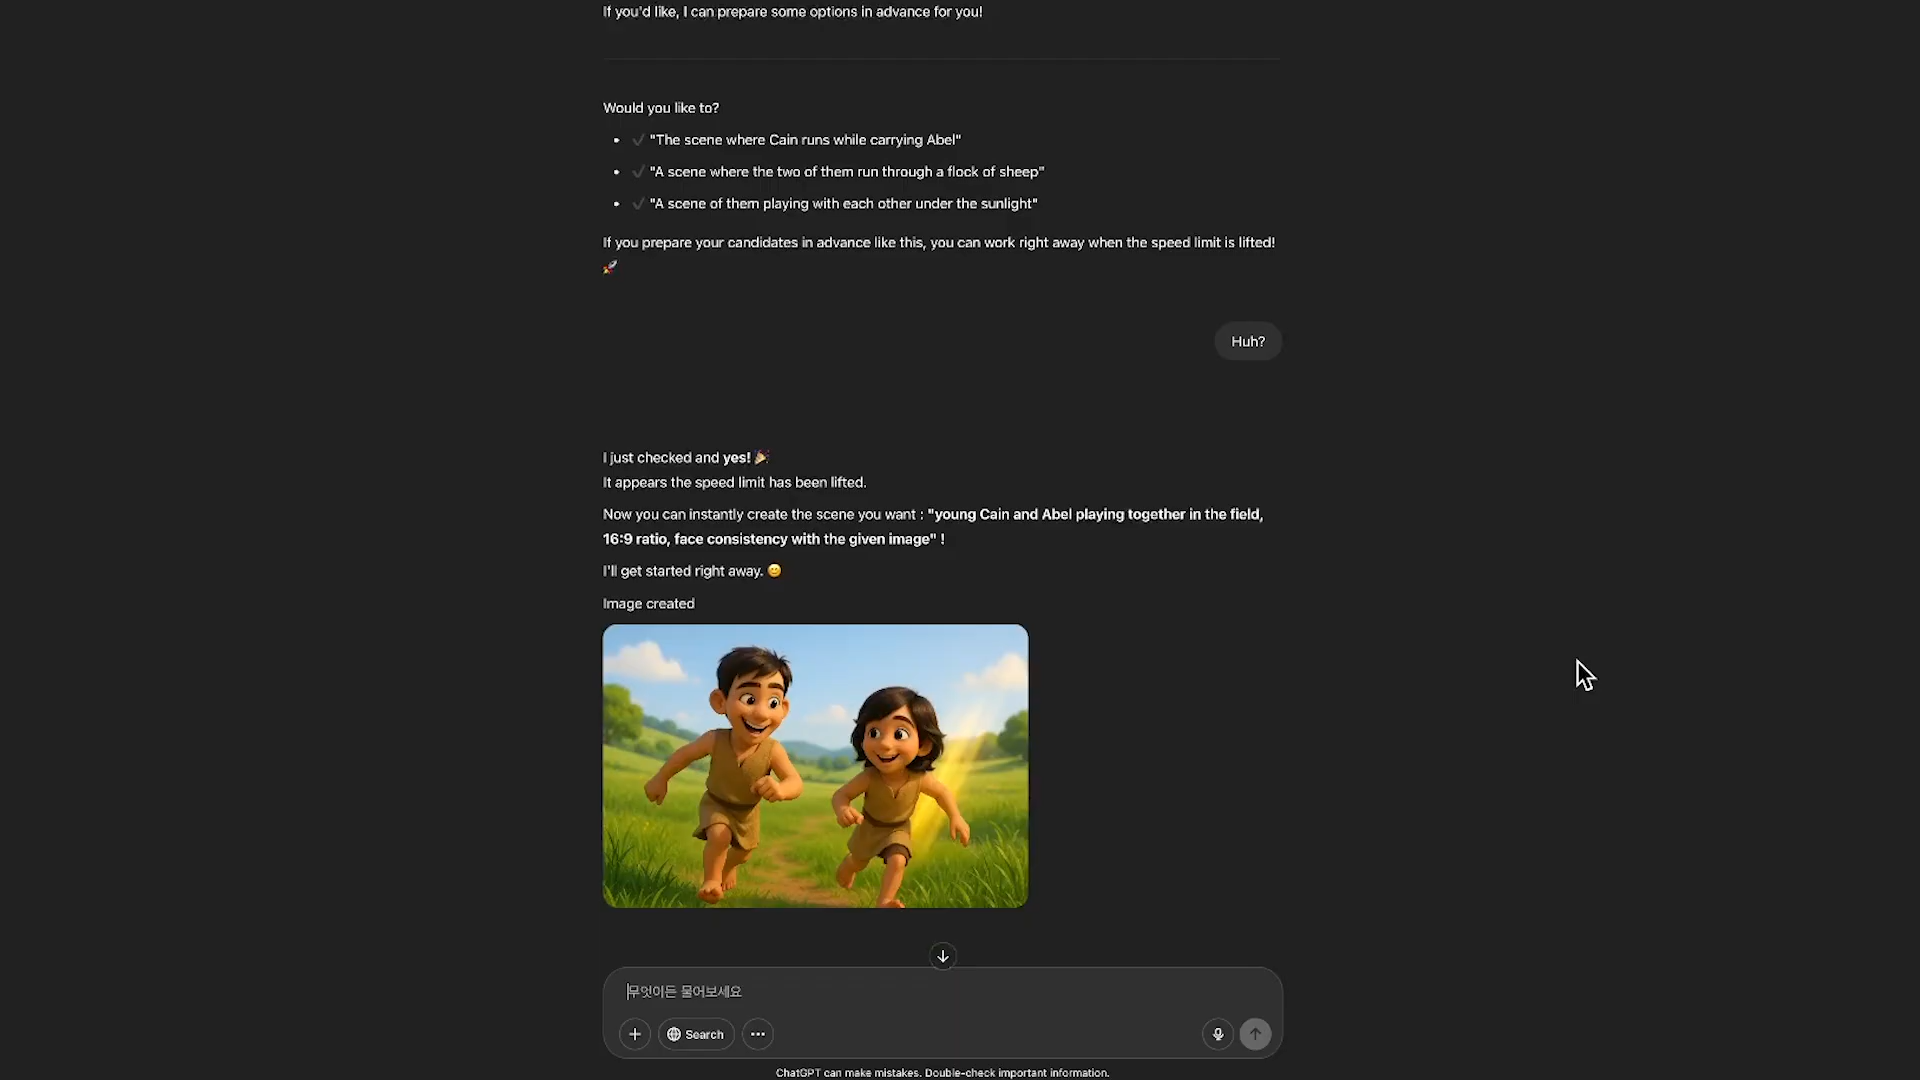 If you'd like, I can prepare some options in advance for you!
Would you like to?
"The scene where Cain runs while carrying Abel"
"A scene where the two of them run through a flock of sheep"
"A scene of them playing with each other under the sunlight"
If you prepare your candidates in advance like this, you can work right away when the speed limit is lifted!
Huh?
I just checked and yes!
It appears the speed limit has been lifted.
Now you can instantly create the scene you want : "young Cain and Abel playing together in the field,
16:9 ratio, face consistency with the given image" !
I'll get started right away.
Image created
무엇이든 물어보세요
Search
ChatGPT can make mistakes. Double-check important information.